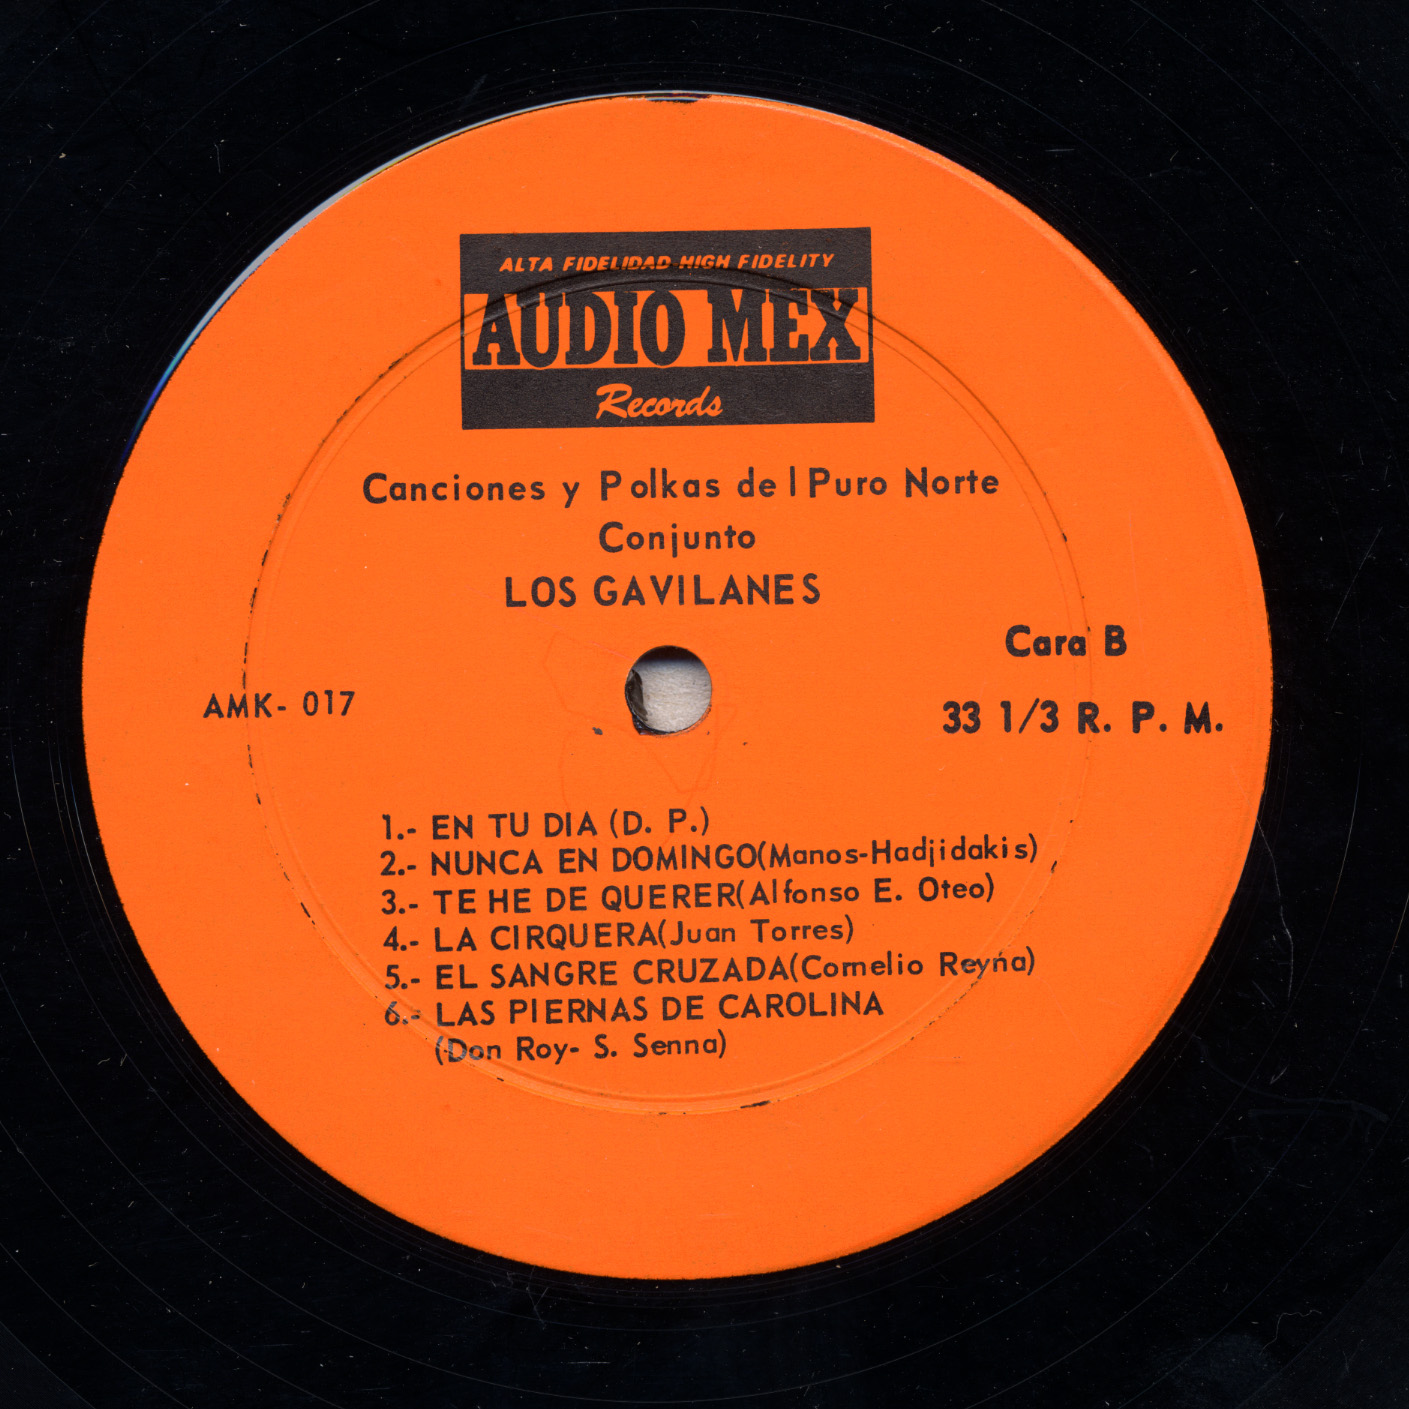 ALTA FIDELIDAD-HIGH FIDELITY
AUDIO MEX
Records
Canciones y Polkas del Puro Norte
Conjunto
LOS GAVILANES
Cara B
AMK- 017
33 1/3 R. P. M.
1.- EN TU DIA (D. P.)
2.- NUNCA EN DOMINGO(Manos-Hadjidakis)
3.- TE HE DE QUERER(Alfonso E. Oteo)
4.- LA CIRQUERA(Juan Torres)
5.- EL SANGRE CRUZADA(Cornelio Reyńa)
6.- LAS PIERNAS DE CAROLINA
(Don Roy- S. Senna)